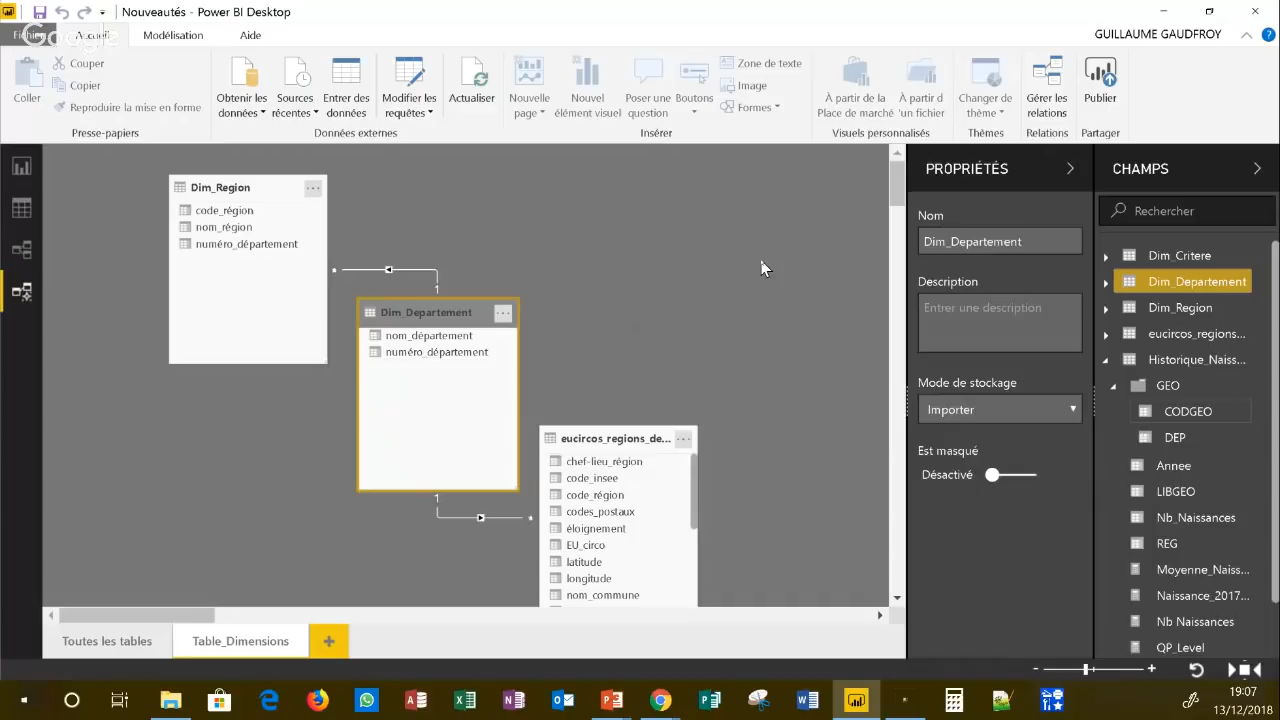 Nouveautés - Power BI Desktop
Google
Fichier Accueil Modélisation Aide
GUILLAUME GAUDFROY
Coller
Couper
Copier
Reproduire la mise en forme
Presse-papiers
Obtenir les données
Sources récentes
Entrer des données
Modifier les requêtes
Actualiser
Données externes
Nouvelle page
Nouvel élément visuel
Poser une question
Boutons
Zone de texte
Image
Formes
Insérer
À partir de la Place de marché
À partir d'un fichier
Visuels personnalisés
Changer de thème
Thèmes
Gérer les relations
Relations
Publier
Partager
Dim_Region
code_région
nom_région
numéro_département
1
Dim_Departement
nom_département
numéro_département
1
eucircos_regions_de...
chef-lieu_région
code_insee
code_région
codes_postaux
éloignement
EU_circo
latitude
longitude
nom_commune
PROPRIÉTÉS
Nom
Dim_Departement
Description
Entrer une description
Mode de stockage
Importer
Est masqué
Désactivé
CHAMPS
Rechercher
Dim_Critere
Dim_Departement
Dim_Region
eucircos_regions...
Historique_Naiss...
GEO
CODGEO
DEP
Annee
LIBGEO
Nb_Naissances
REG
Moyenne_Naiss...
Naissance_2017...
Nb Naissances
QP_Level
Toutes les tables
Table_Dimensions
+
- +
19:07
13/12/2018